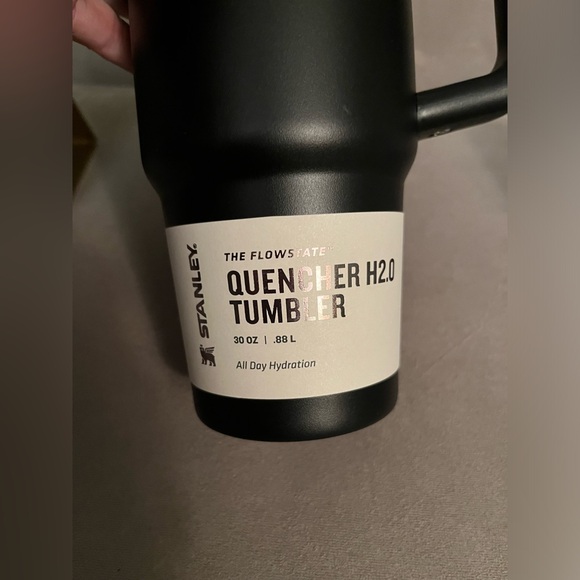 STANLEY.
THE FLOWSTATE
QUENCHER H2.0
TUMBLER
30 OZ | .88 L
All Day Hydration